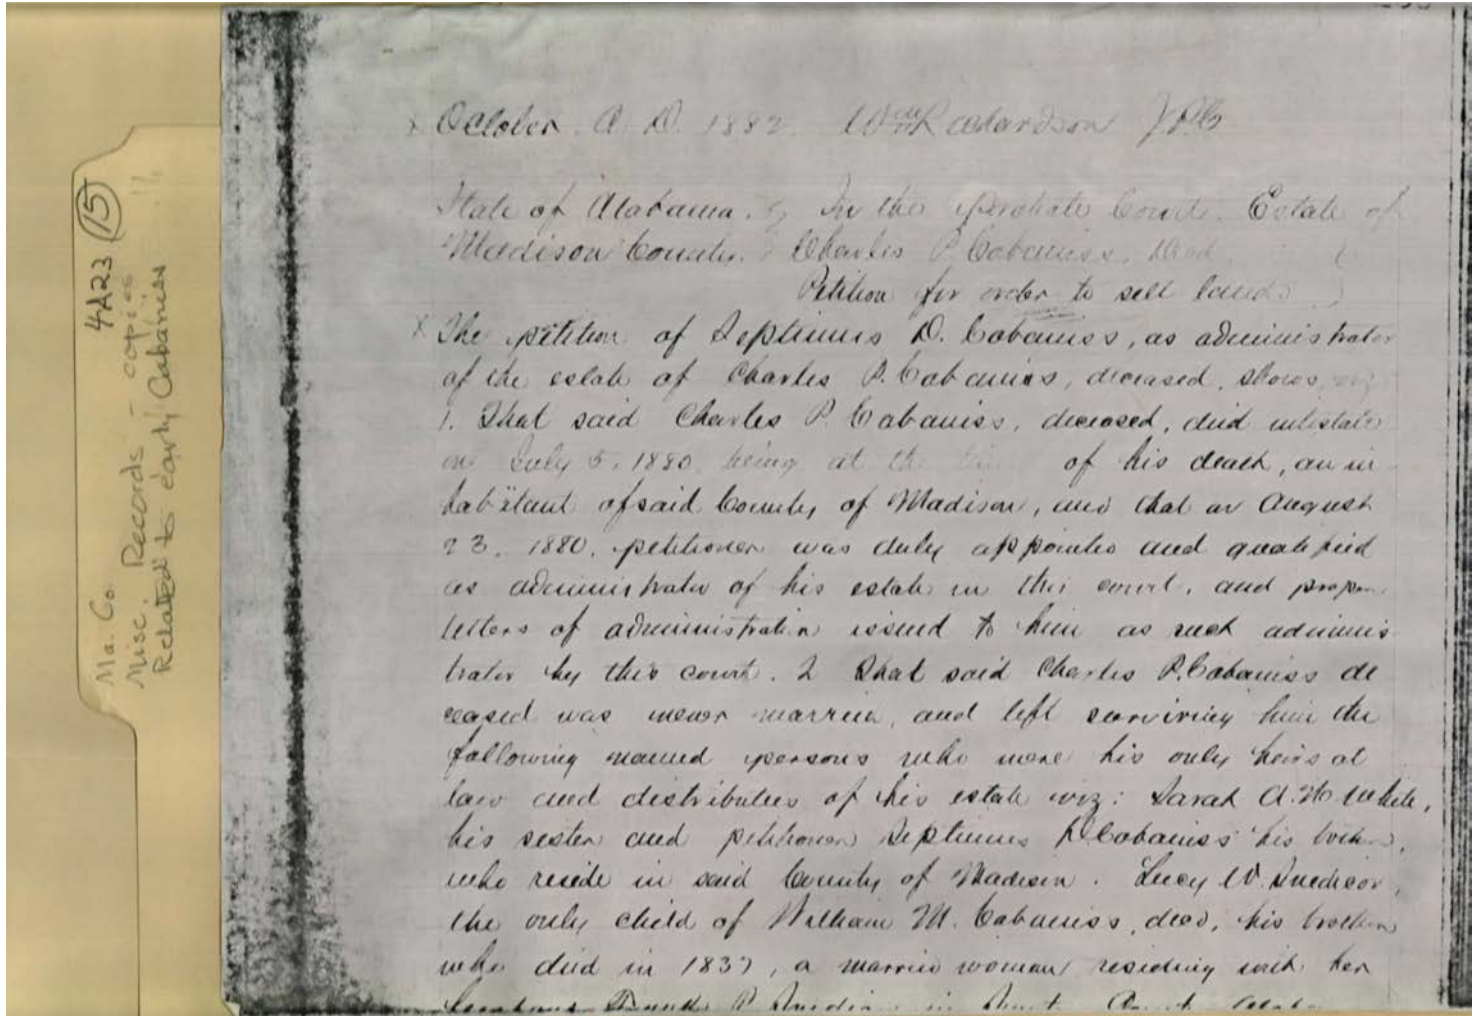 4A23 (15)
Ma. Co.
Misc. Records - copies
Related to early Cabaniss
October. A. D. 1882. Wm Richardson JPC
State of Alabama. In the Probate Court. Estate of
Madison County. Charles P. Cabaniss, Decd.
Petition for order to sell lands
X The petition of Septimus D. Cabaniss, as administrator
of the estate of Charles P. Cabaniss, deceased, shows
1. That said Charles P. Cabaniss, deceased, died intestate
on July 5, 1880, being at the time of his death, an in
habitant of said County of Madison, and that on August
23, 1880, petitioner was duly appointed and qualified
as administrator of his estate in this court, and proper
letters of administration issued to him as such adminis-
trator by this court. 2 That said Charles P. Cabaniss de
ceased was never married, and left surviving him the
following named persons who were his only heirs at
law and distributees of his estate viz: Sarah A. White,
his sister and petitioner Septimus D Cabaniss his brother,
who reside in said County of Madison. Lucy W.
the only child of William M. Cabaniss, decd, his brother
who died in 1837, a married woman residing with her
husband P. in